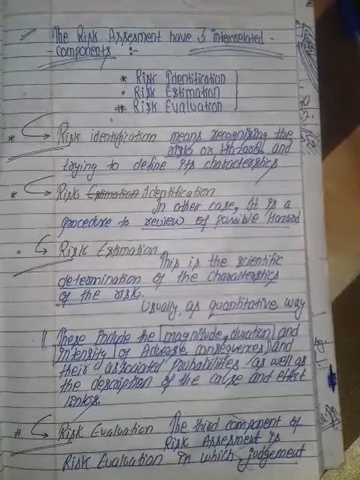 The Risk Assesment have 3 interrelated
components :-
* Risk Identification
• Risk Estimation
# Risk Evaluation
* Risk identification means recognizing the
risk or Hazard and
trying to define its characteristics
* Risk Estimation Identification
In other case, It is a
procedure to review of possible Hazard
• Risk Estimation
This is the scientific
determination of the characteristics
of the risk.
Usually, as quantitative way
These include the magnitude, duration and
intensity of Adverse consequences and
their associated Probabilities as well as
the description of the cause and effect
links
# Risk Evaluation The third component of
Risk Assesment is
Risk Evaluation in which judgement